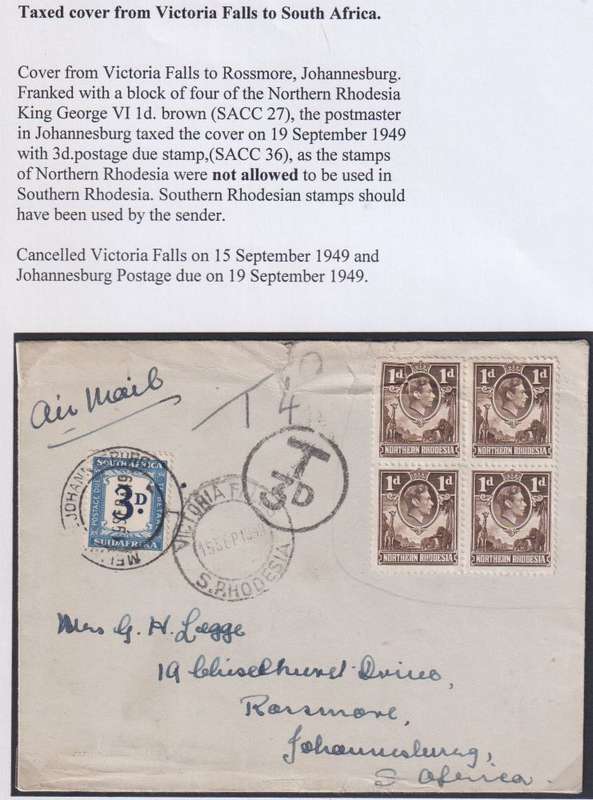 Taxed cover from Victoria Falls to South Africa.
Cover from Victoria Falls to Rossmore, Johannesburg.
Franked with a block of four of the Northern Rhodesia
King George VI 1d. brown (SACC 27), the postmaster
in Johannesburg taxed the cover on 19 September 1949
with 3d.postage due stamp,(SACC 36), as the stamps
of Northern Rhodesia were not allowed to be used in
Southern Rhodesia. Southern Rhodesian stamps should
have been used by the sender.
Cancelled Victoria Falls on 15 September 1949 and
Johannesburg Postage due on 19 September 1949.
Air Mail
T 4
1d 1d
NORTHERN RHODESIA NORTHERN RHODESIA
1d 1d
NORTHERN RHODESIA NORTHERN RHODESIA
T
3D
JOHANNESBURG
SOUTH AFRICA
POSTAGE DUE
3D.
SUIDAFRIKA
VICTORIA
15 SEP
S. RHODESIA
Mrs G. H. Legge
19 Chiselhurst Drive,
Rossmore,
Johannesburg,
S Africa.